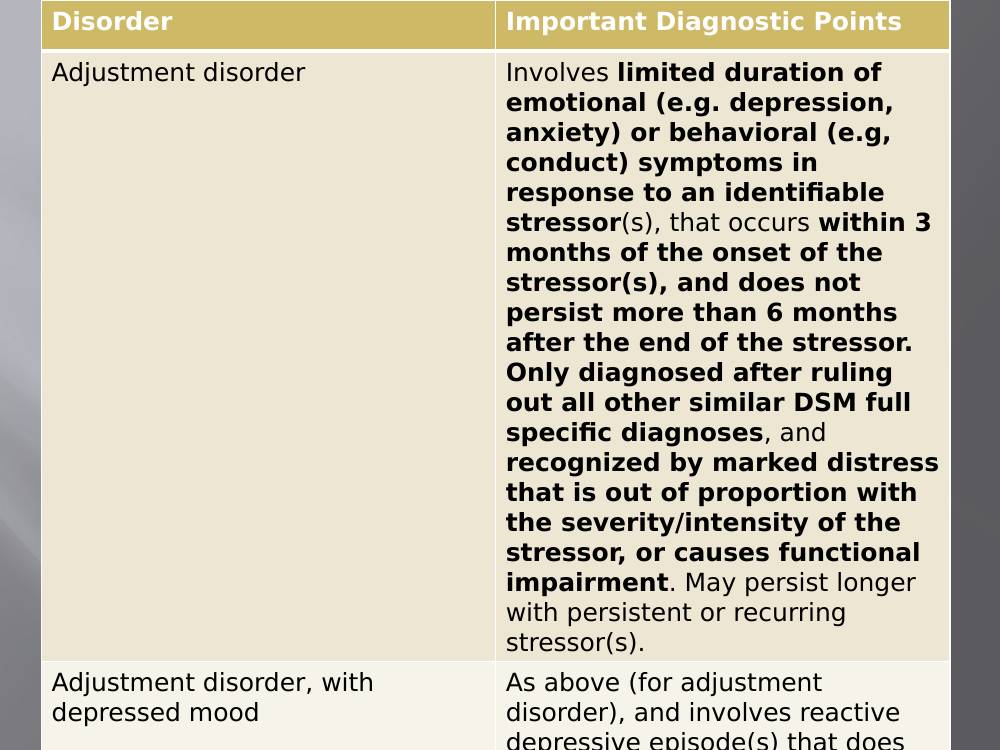 Disorder
Important Diagnostic Points
Adjustment disorder
Involves limited duration of
emotional (e.g. depression,
anxiety) or behavioral (e.g,
conduct) symptoms in
response to an identifiable
stressor(s), that occurs within 3
months of the onset of the
stressor(s), and does not
persist more than 6 months
after the end of the stressor.
Only diagnosed after ruling
out all other similar DSM full
specific diagnoses, and
recognized by marked distress
that is out of proportion with
the severity/intensity of the
stressor, or causes functional
impairment. May persist longer
with persistent or recurring
stressor(s).
Adjustment disorder, with
depressed mood
As above (for adjustment
disorder), and involves reactive
depressive episode(s) that does